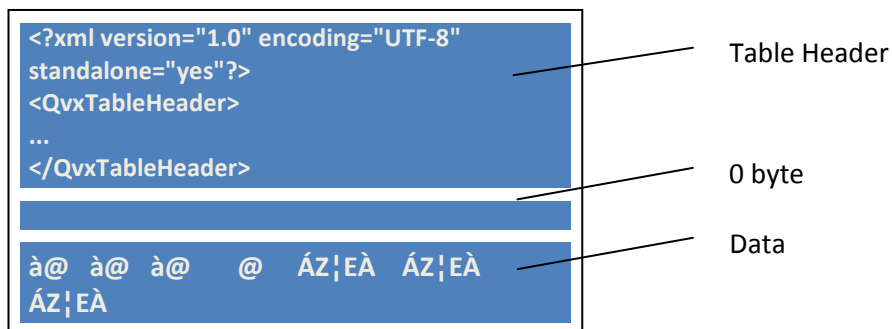 <?xml version="1.0" encoding="UTF-8"
standalone="yes"?>
<QvxTableHeader>
...
</QvxTableHeader>
Table Header
0 byte
Data
à@ à@ à@ @ ÁZ¦EÀ ÁZ¦EÀ
ÁZ¦EÀ